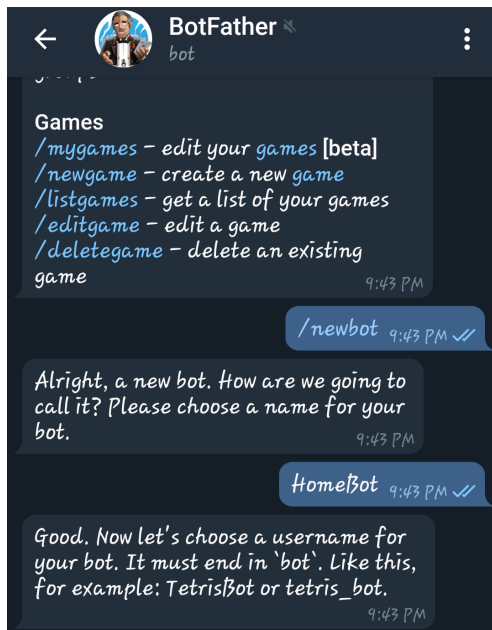 BotFather
bot
Games
/mygames – edit your games [beta]
/newgame – create a new game
/listgames – get a list of your games
/editgame – edit a game
/deletegame – delete an existing
game
9:43 PM
/newbot 9:43 PM
Alright, a new bot. How are we going to
call it? Please choose a name for your
bot.
9:43 PM
HomeBot 9:43 PM
Good. Now let's choose a username for
your bot. It must end in `bot`. Like this,
for example: TetrisBot or tetris_bot.
9:43 PM